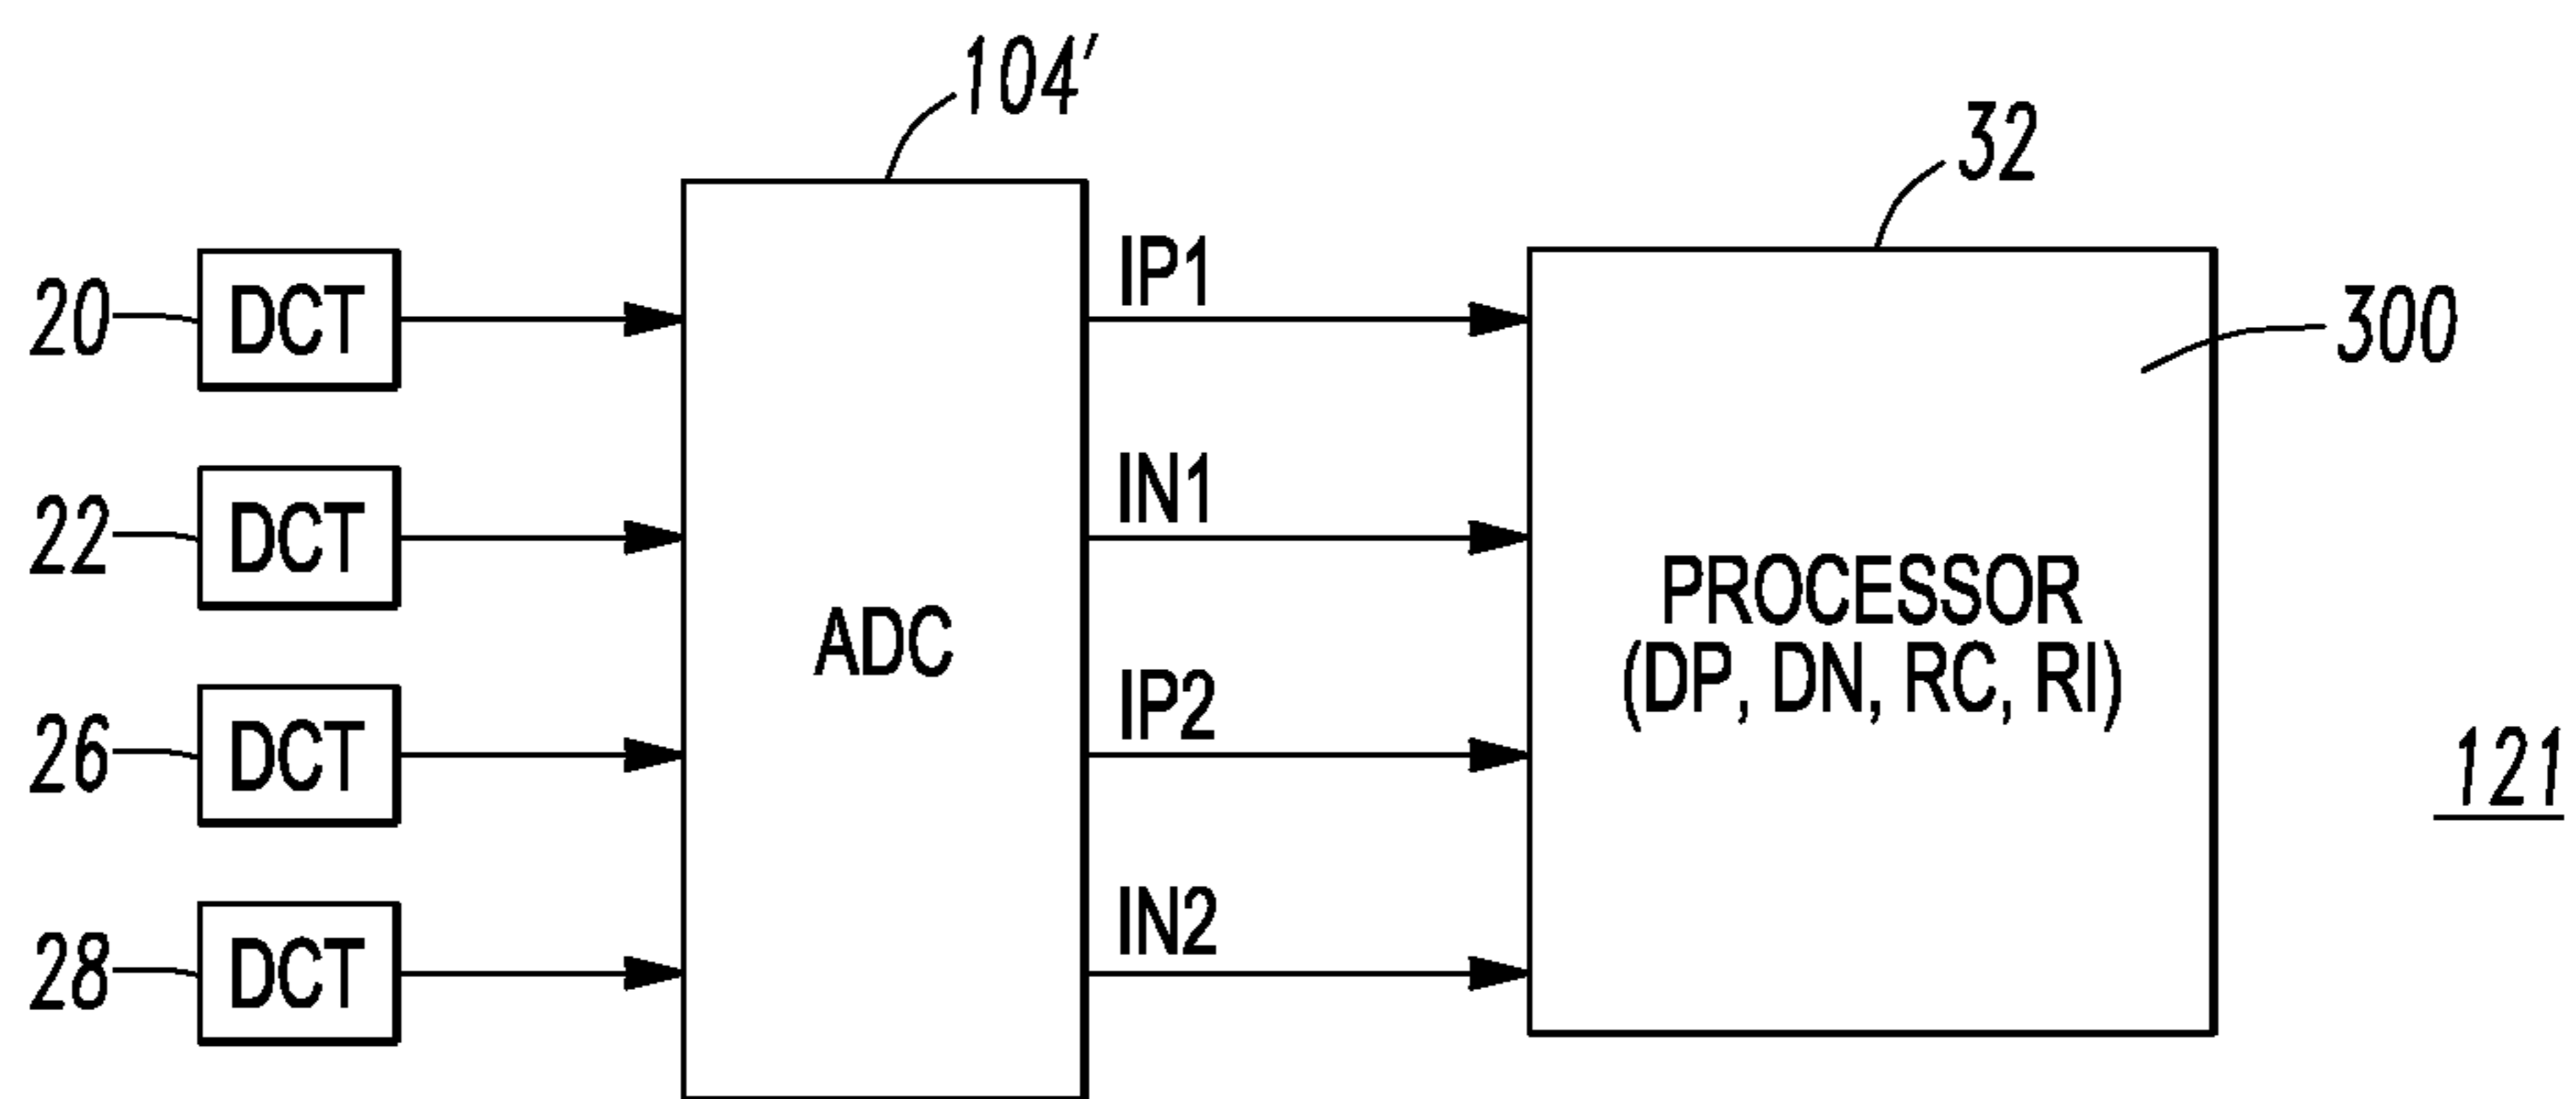 104'
32
20
DCT
IP1
300
22
DCT
IN1
ADC
PROCESSOR
(DP, DN, RC, RI)
26
DCT
IP2
121
28
DCT
IN2